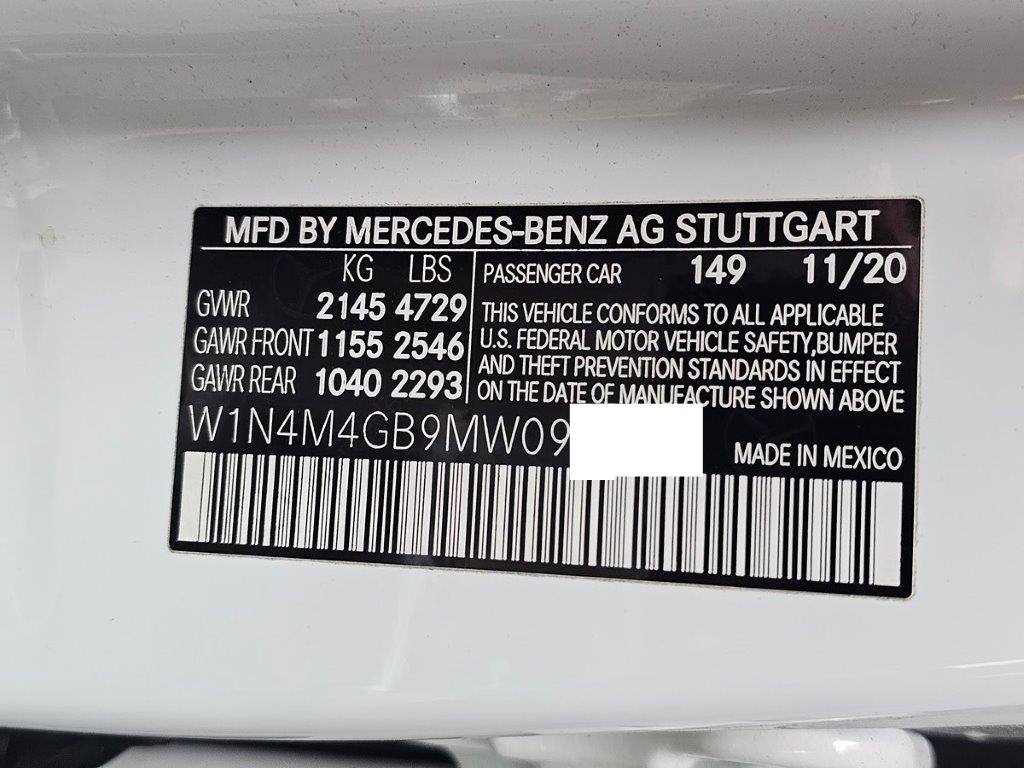 MFD BY MERCEDES-BENZ AG STUTTGART
KG LBS
GVWR 2145 4729
GAWR FRONT 1155 2546
GAWR REAR 1040 2293
PASSENGER CAR 149 11/20
THIS VEHICLE CONFORMS TO ALL APPLICABLE
U.S. FEDERAL MOTOR VEHICLE SAFETY,BUMPER
AND THEFT PREVENTION STANDARDS IN EFFECT
ON THE DATE OF MANUFACTURE SHOWN ABOVE
W1N4M4GB9MW09
MADE IN MEXICO